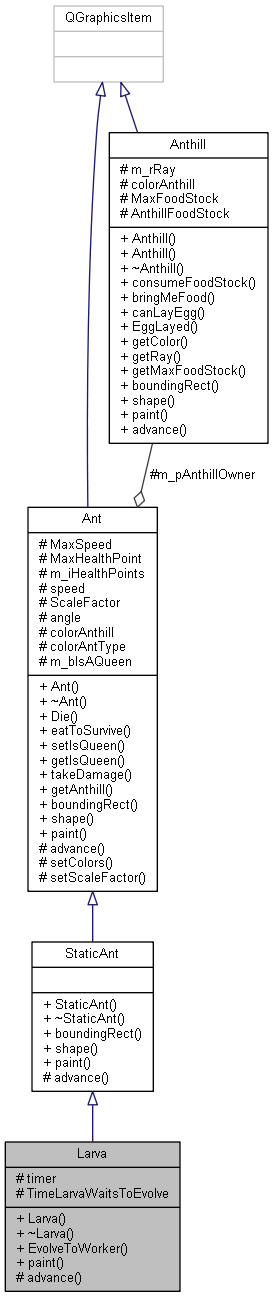 QGraphicsItem
Anthill
# m_rRay
# colorAnthill
# MaxFoodStock
# AnthillFoodStock
+ Anthill()
+ Anthill()
+ ~Anthill()
+ consumeFoodStock()
+ bringMeFood()
+ canLayEgg()
+ EggLayed()
+ getColor()
+ getRay()
+ getMaxFoodStock()
+ boundingRect()
+ shape()
+ paint()
+ advance()
#m_pAnthillOwner
Ant
# MaxSpeed
# MaxHealthPoint
# m_iHealthPoints
# speed
# ScaleFactor
# angle
# colorAnthill
# colorAntType
# m_bIsAQueen
+ Ant()
+ ~Ant()
+ Die()
+ eatToSurvive()
+ setIsQueen()
+ getIsQueen()
+ takeDamage()
+ getAnthill()
+ boundingRect()
+ shape()
+ paint()
# advance()
# setColors()
# setScaleFactor()
StaticAnt
+ StaticAnt()
+ ~StaticAnt()
+ boundingRect()
+ shape()
+ paint()
# advance()
Larva
# timer
# TimeLarvaWaitsToEvolve
+ Larva()
+ ~Larva()
+ EvolveToWorker()
+ paint()
# advance()